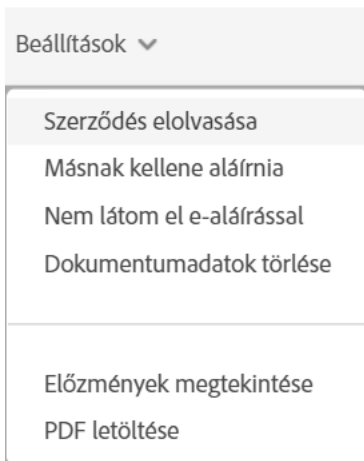 Beállítások
Szerződés elolvasása
Másnak kellene aláírnia
Nem látom el e-aláírással
Dokumentumadatok törlése
Előzmények megtekintése
PDF letöltése